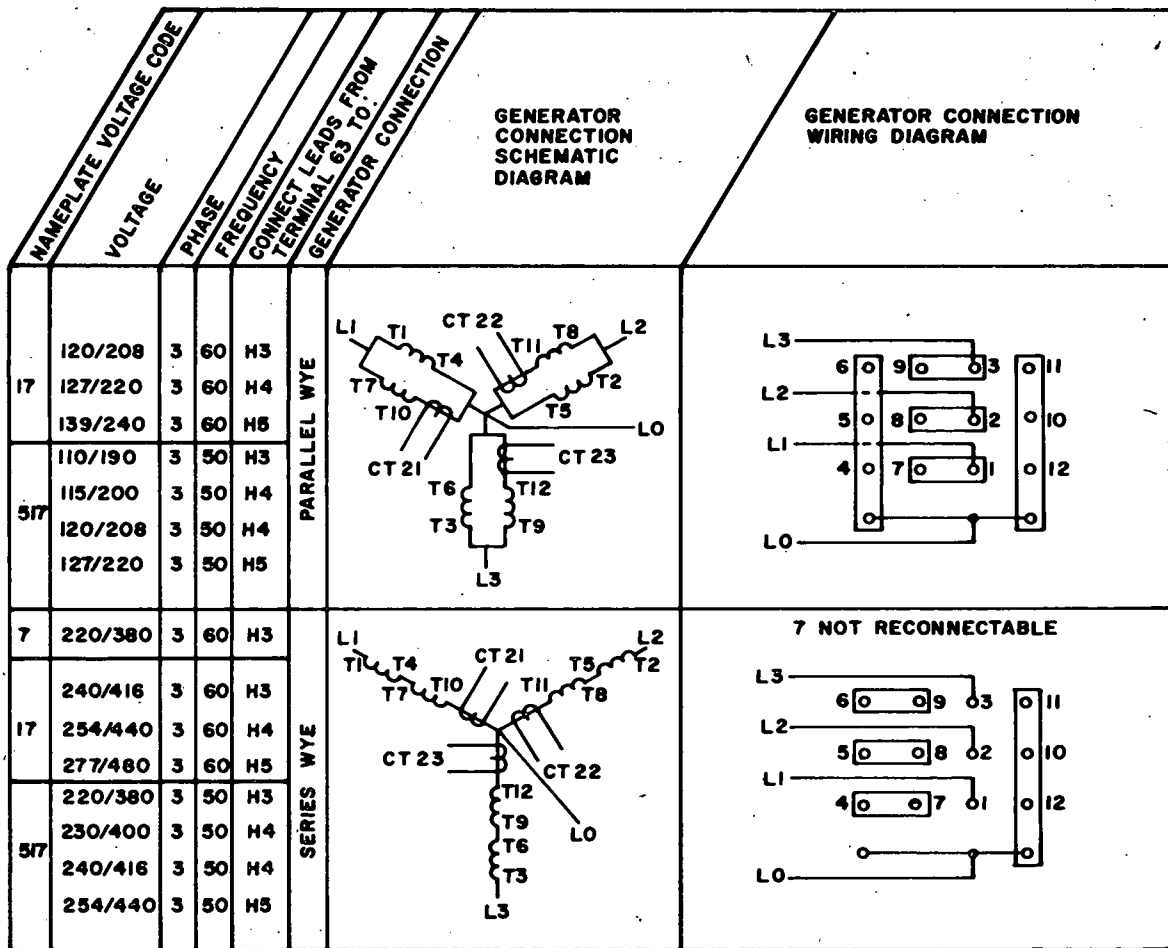 NAMEPLATE VOLTAGE CODE
VOLTAGE
PHASE
FREQUENCY
CONNECT LEADS FROM
TERMINAL 63 TO:
GENERATOR CONNECTION
GENERATOR
CONNECTION
SCHEMATIC
DIAGRAM
GENERATOR CONNECTION
WIRING DIAGRAM
17
120/208 3 60 H3
127/220 3 60 H4
139/240 3 60 H5
517
110/190 3 50 H3
115/200 3 50 H4
120/208 3 50 H4
127/220 3 50 H5
PARALLEL WYE
L1 T1 CT 22 T11 T8 L2
T4
T7 T2
T10 T5
L0
CT 21 CT 23
T6 T12
T3 T9
L3
L3
6 9 3 11
L2
5 8 2 10
L1
4 7 1 12
L0
7 220/380 3 60 H3
17
240/416 3 60 H3
254/440 3 60 H4
277/480 3 60 H5
517
220/380 3 50 H3
230/400 3 50 H4
240/416 3 50 H4
254/440 3 50 H5
SERIES WYE
L1 L2
T1 T4 CT 21 T5 T2
T7 T10 T11 T8
CT 23 CT 22
T12
T9 L0
T6
T3
L3
7 NOT RECONNECTABLE
L3
6 9 3 11
L2
5 8 2 10
L1
4 7 1 12
L0